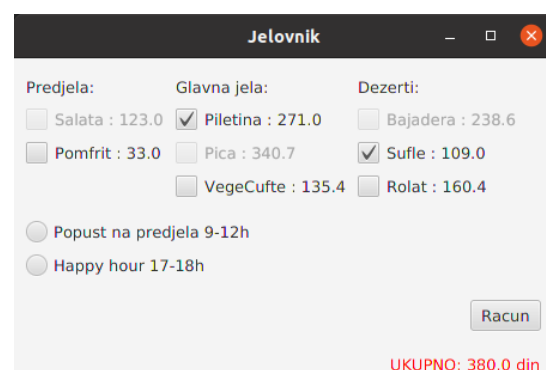 Jelovnik
Predjela: Glavna jela: Dezerti:
Salata : 123.0 Piletina : 271.0 Bajadera : 238.6
Pomfrit : 33.0 Pica : 340.7 Sufle : 109.0
VegeCufte : 135.4 Rolat : 160.4
Popust na predjela 9-12h
Happy hour 17-18h
Racun
UKUPNO: 380.0 din